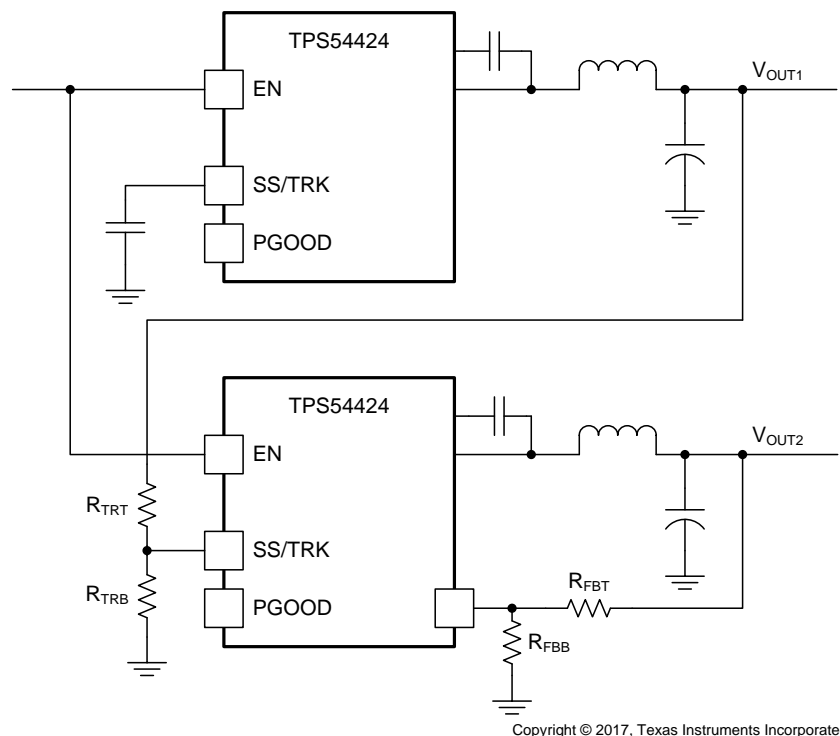 TPS54424
EN
SS/TRK
PGOOD
VOUT1
TPS54424
EN
SS/TRK
PGOOD
VOUT2
RTRT
RTRB
RFBT
RFBB
Copyright © 2017, Texas Instruments Incorporate